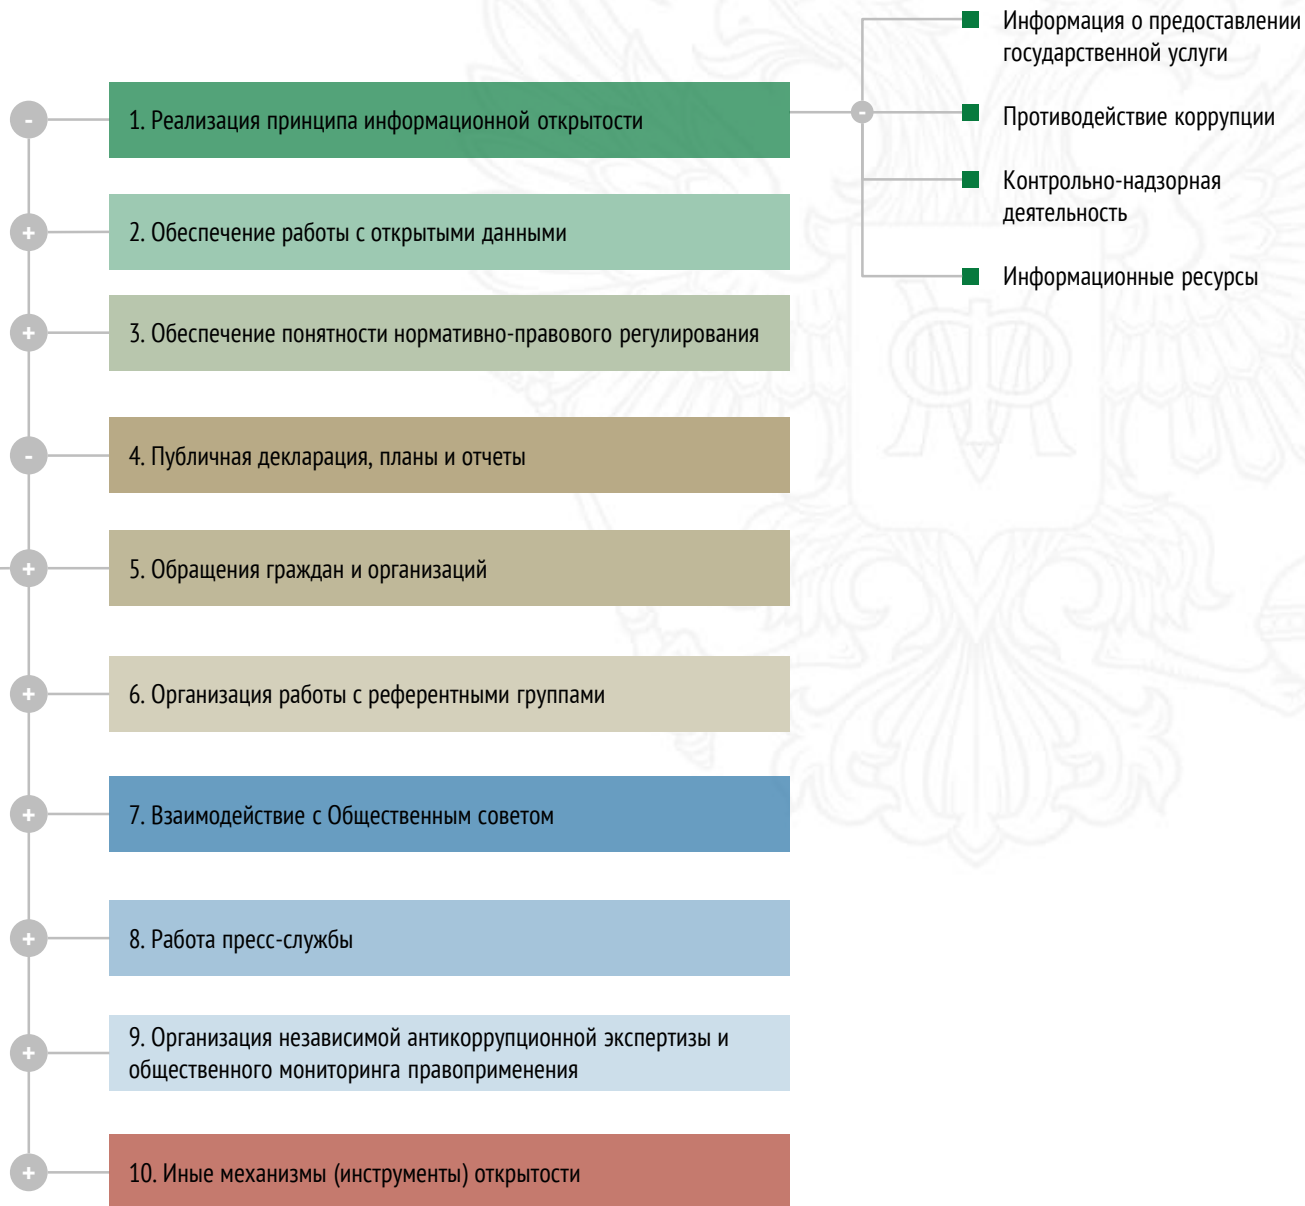 Информация о предоставлении
государственной услуги
- 1. Реализация принципа информационной открытости
- Противодействие коррупции
Контрольно-надзорная
деятельность
+ 2. Обеспечение работы с открытыми данными
Информационные ресурсы
+ 3. Обеспечение понятности нормативно-правового регулирования
- 4. Публичная декларация, планы и отчеты
+ 5. Обращения граждан и организаций
+ 6. Организация работы с референтными группами
+ 7. Взаимодействие с Общественным советом
+ 8. Работа пресс-службы
+ 9. Организация независимой антикоррупционной экспертизы и
общественного мониторинга правоприменения
+ 10. Иные механизмы (инструменты) открытости